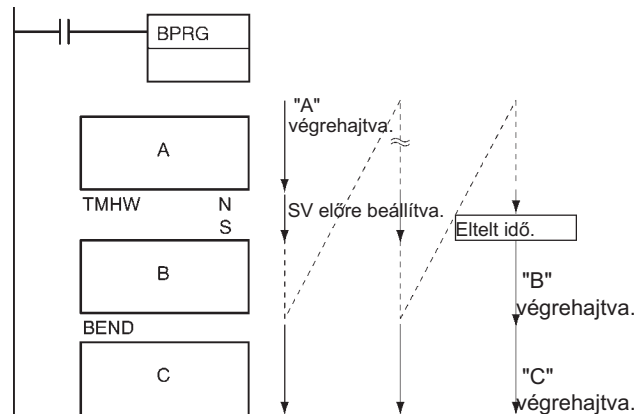 BPRG
"A"
végrehajtva.
A
TMHW N
SV előre beállítva.
S
Eltelt idő.
B
"B"
végrehajtva.
BEND
C
"C"
végrehajtva.